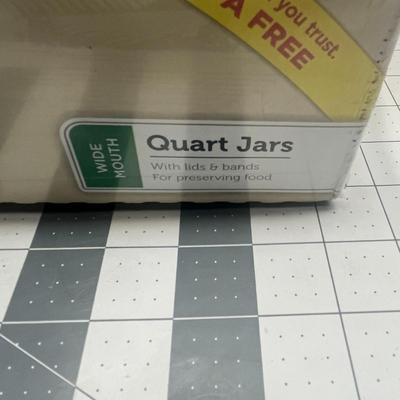 you trust.
A FREE
WIDE
MOUTH
Quart Jars
With lids & bands
For preserving food